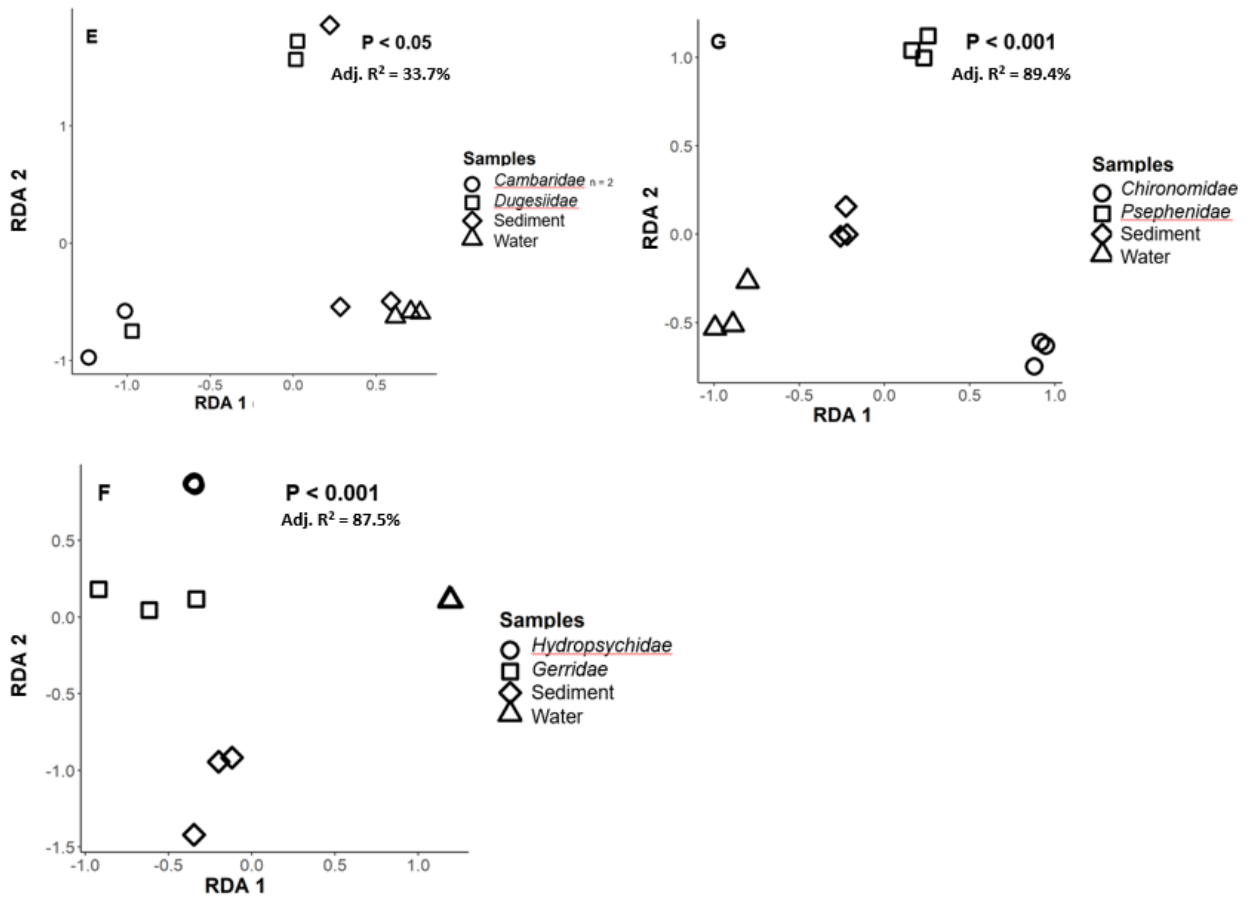 E
P < 0.05
Adj. R² = 33.7%
1
0
-1
RDA 2
-1.0
-0.5
0.0
0.5
RDA 1
Samples
Cambaridae n = 2
Dugesiidae
Sediment
Water
G
P < 0.001
Adj. R² = 89.4%
1.0
0.5
0.0
-0.5
RDA 2
-1.0
-0.5
0.0
0.5
1.0
RDA 1
Samples
Chironomidae
Psephenidae
Sediment
Water
F
P < 0.001
Adj. R² = 87.5%
0.5
0.0
-0.5
-1.0
-1.5
RDA 2
-1.0
-0.5
0.0
0.5
1.0
RDA 1
Samples
Hydropsychidae
Gerridae
Sediment
Water